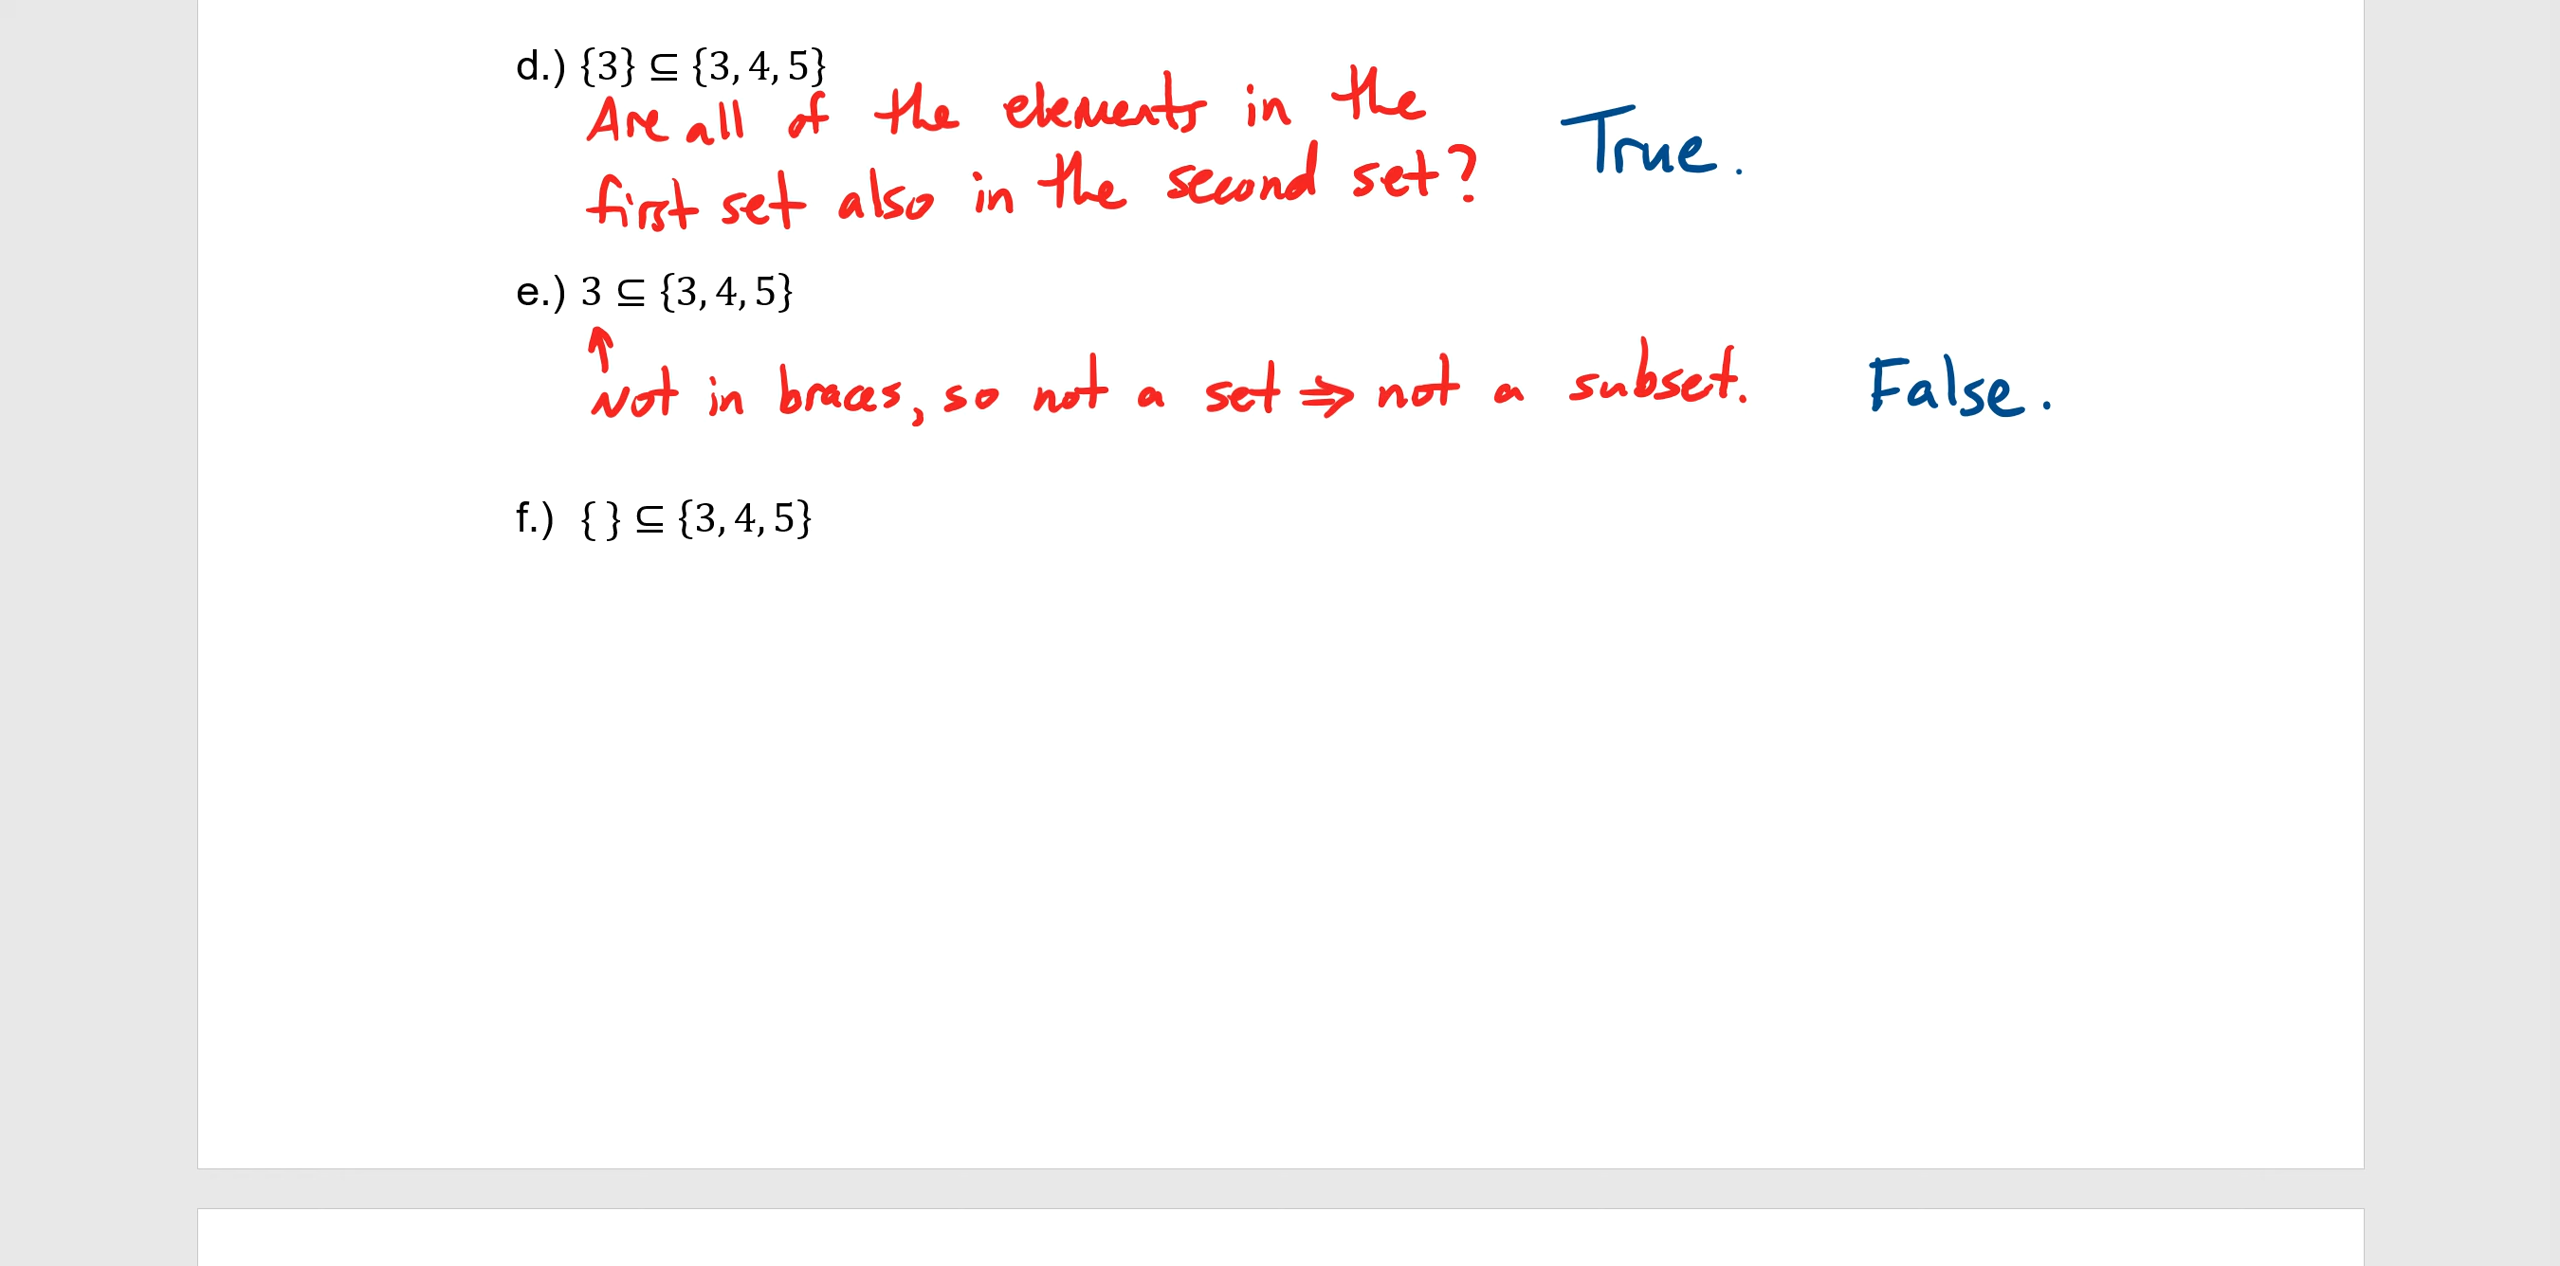 d.) {3} ⊆ {3, 4, 5}
Are all of the elements in the
first set also in the second set? True.
e.) 3 ⊆ {3, 4, 5}
↑
Not in braces, so not a set ⇒ not a subset. False.
f.) { } ⊆ {3, 4, 5}